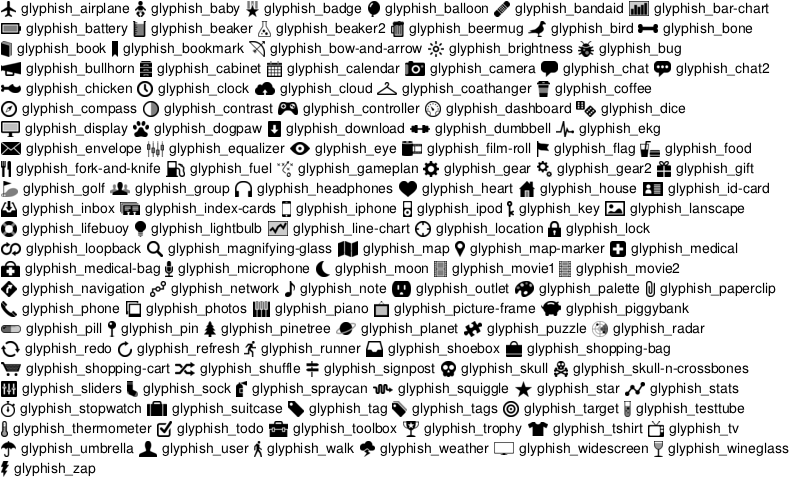 glyphish_airplane glyphish_baby glyphish_badge glyphish_balloon glyphish_bandaid glyphish_bar-chart
glyphish_battery glyphish_beaker glyphish_beaker2 glyphish_beermug glyphish_bird glyphish_bone
glyphish_book glyphish_bookmark glyphish_bow-and-arrow glyphish_brightness glyphish_bug
glyphish_bullhorn glyphish_cabinet glyphish_calendar glyphish_camera glyphish_chat glyphish_chat2
glyphish_chicken glyphish_clock glyphish_cloud glyphish_coathanger glyphish_coffee
glyphish_compass glyphish_contrast glyphish_controller glyphish_dashboard glyphish_dice
glyphish_display glyphish_dogpaw glyphish_download glyphish_dumbbell glyphish_ekg
glyphish_envelope glyphish_equalizer glyphish_eye glyphish_film-roll glyphish_flag glyphish_food
glyphish_fork-and-knife glyphish_fuel glyphish_gameplan glyphish_gear glyphish_gear2 glyphish_gift
glyphish_golf glyphish_group glyphish_headphones glyphish_heart glyphish_house glyphish_id-card
glyphish_inbox glyphish_index-cards glyphish_iphone glyphish_ipod glyphish_key glyphish_lanscape
glyphish_lifebuoy glyphish_lightbulb glyphish_line-chart glyphish_location glyphish_lock
glyphish_loopback glyphish_magnifying-glass glyphish_map glyphish_map-marker glyphish_medical
glyphish_medical-bag glyphish_microphone glyphish_moon glyphish_movie1 glyphish_movie2
glyphish_navigation glyphish_network glyphish_note glyphish_outlet glyphish_palette glyphish_paperclip
glyphish_phone glyphish_photos glyphish_piano glyphish_picture-frame glyphish_piggybank
glyphish_pill glyphish_pin glyphish_pinetree glyphish_planet glyphish_puzzle glyphish_radar
glyphish_redo glyphish_refresh glyphish_runner glyphish_shoebox glyphish_shopping-bag
glyphish_shopping-cart glyphish_shuffle glyphish_signpost glyphish_skull glyphish_skull-n-crossbones
glyphish_sliders glyphish_sock glyphish_spraycan glyphish_squiggle glyphish_star glyphish_stats
glyphish_stopwatch glyphish_suitcase glyphish_tag glyphish_tags glyphish_target glyphish_testtube
glyphish_thermometer glyphish_todo glyphish_toolbox glyphish_trophy glyphish_tshirt glyphish_tv
glyphish_umbrella glyphish_user glyphish_walk glyphish_weather glyphish_widescreen glyphish_wineglass
glyphish_zap